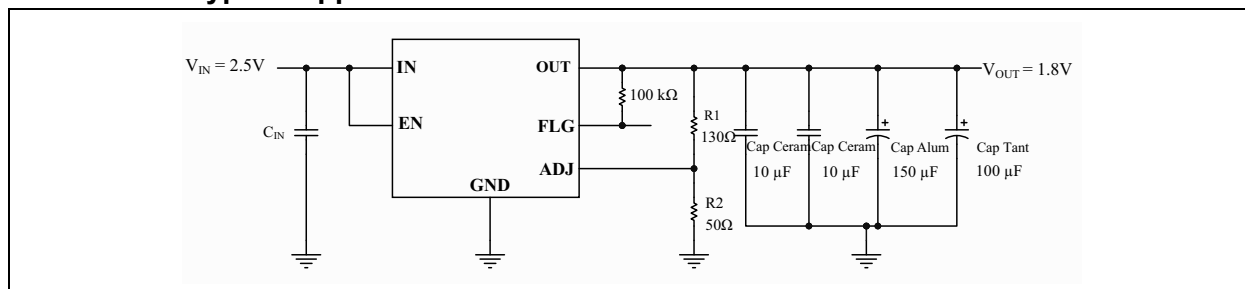 V_IN = 2.5V
IN
OUT
V_OUT = 1.8V
100 kΩ
EN
FLG
C_IN
R1
130Ω
Cap Ceram
10 µF
Cap Ceram
10 µF
Cap Alum
150 µF
Cap Tant
100 µF
+
+
ADJ
GND
R2
50Ω